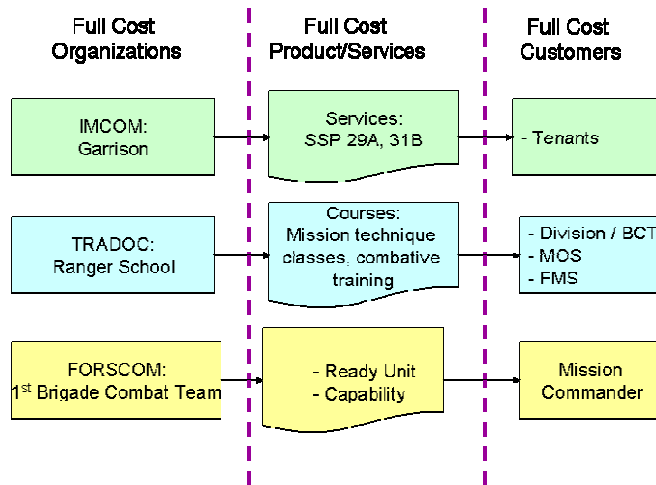 Full Cost
Organizations
Full Cost
Product/Services
Full Cost
Customers
IMCOM:
Garrison
Services:
SSP 29A, 31B
- Tenants
TRADOC:
Ranger School
Courses:
Mission technique
classes, combative
training
- Division / BCT
- MOS
- FMS
FORSCOM:
1st Brigade Combat Team
- Ready Unit
- Capability
Mission
Commander